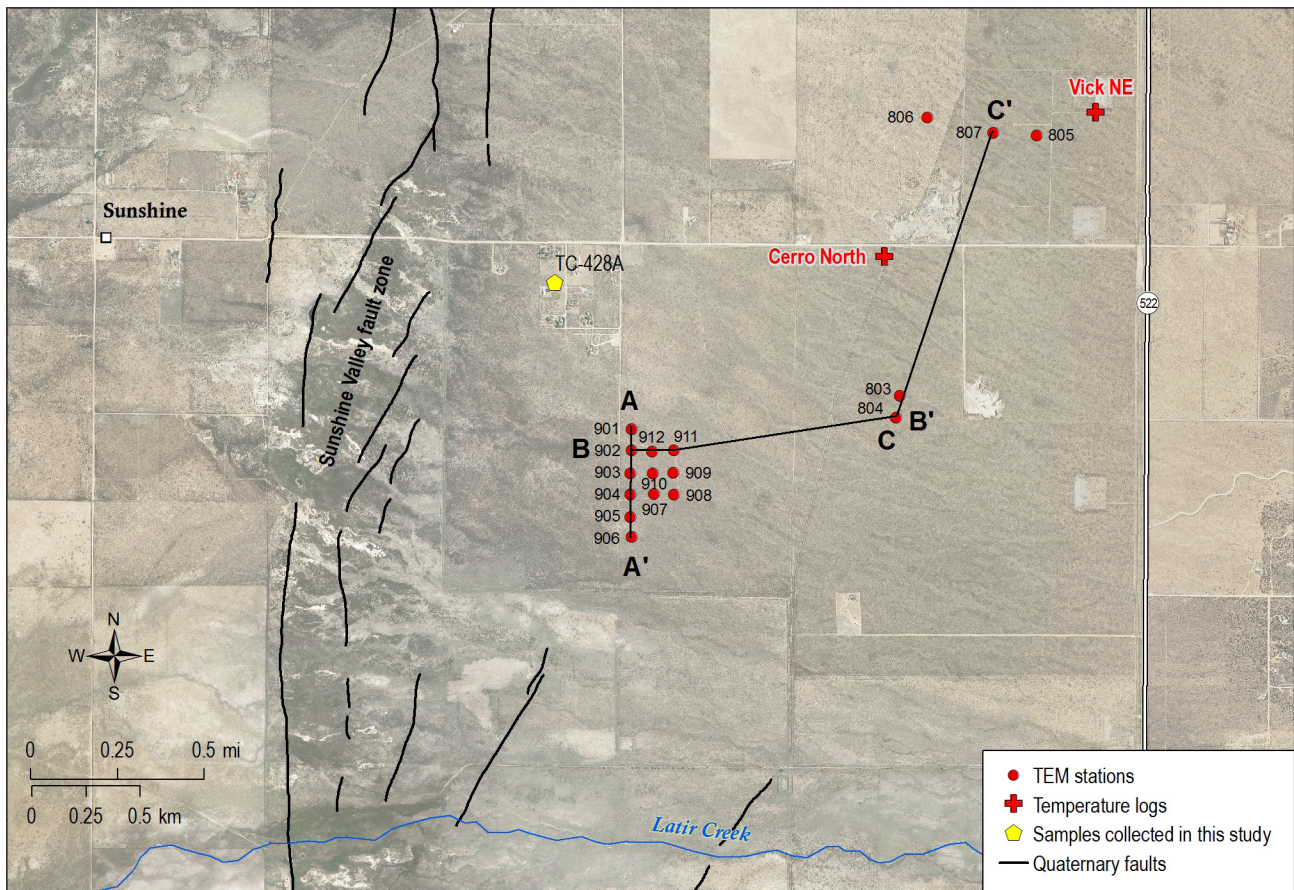 Vick NE
C'
806
807
805
Sunshine
Cerro North
TC-428A
522
Sunshine Valley fault zone
803
804
B'
C
A
901
912
911
B
902
903
909
910
904
908
907
905
906
A'
N
W
E
S
0
0.25
0.5 mi
0
0.25
0.5 km
Latir Creek
TEM stations
Temperature logs
Samples collected in this study
Quaternary faults